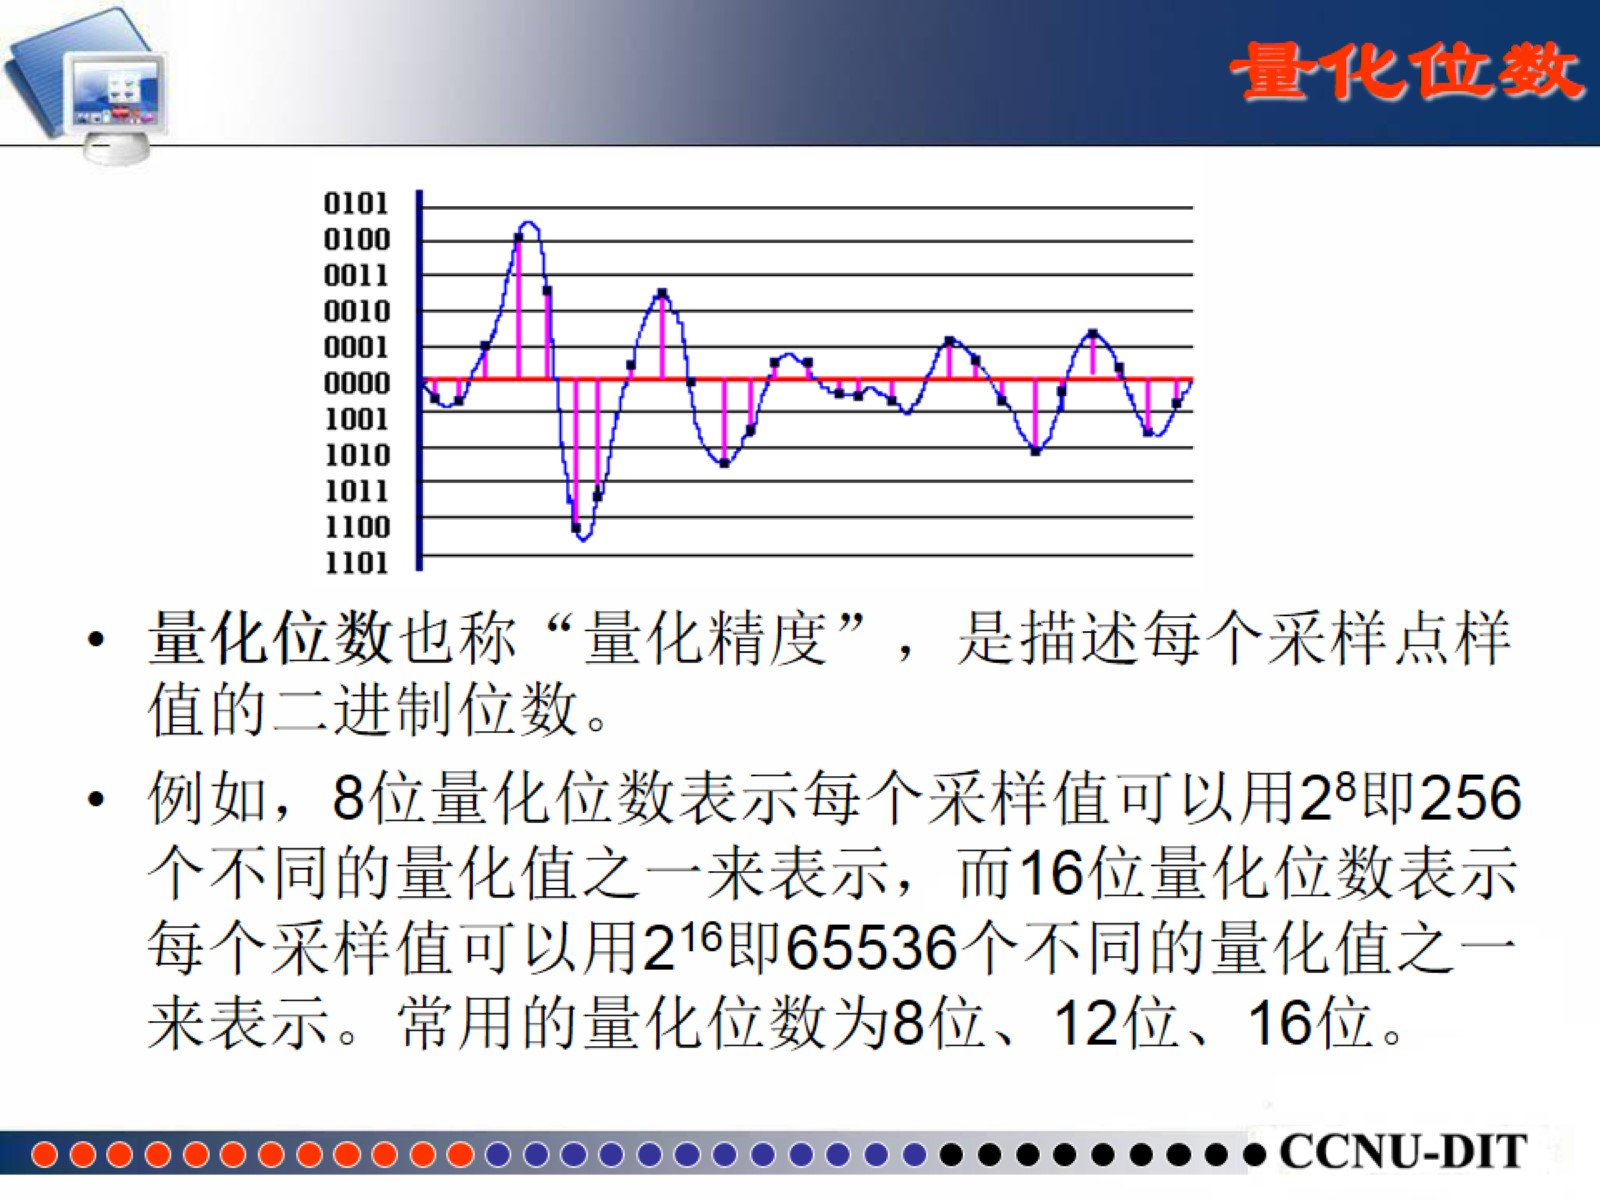 量化位数
0101
0100
0011
0010
0001
0000
1001
1010
1011
1100
1101
• 量化位数也称“量化精度”，是描述每个采样点样
值的二进制位数。
• 例如，8位量化位数表示每个采样值可以用2⁸即256
个不同的量化值之一来表示，而16位量化位数表示
每个采样值可以用2¹⁶即65536个不同的量化值之一
来表示。常用的量化位数为8位、12位、16位。
CCNU-DIT